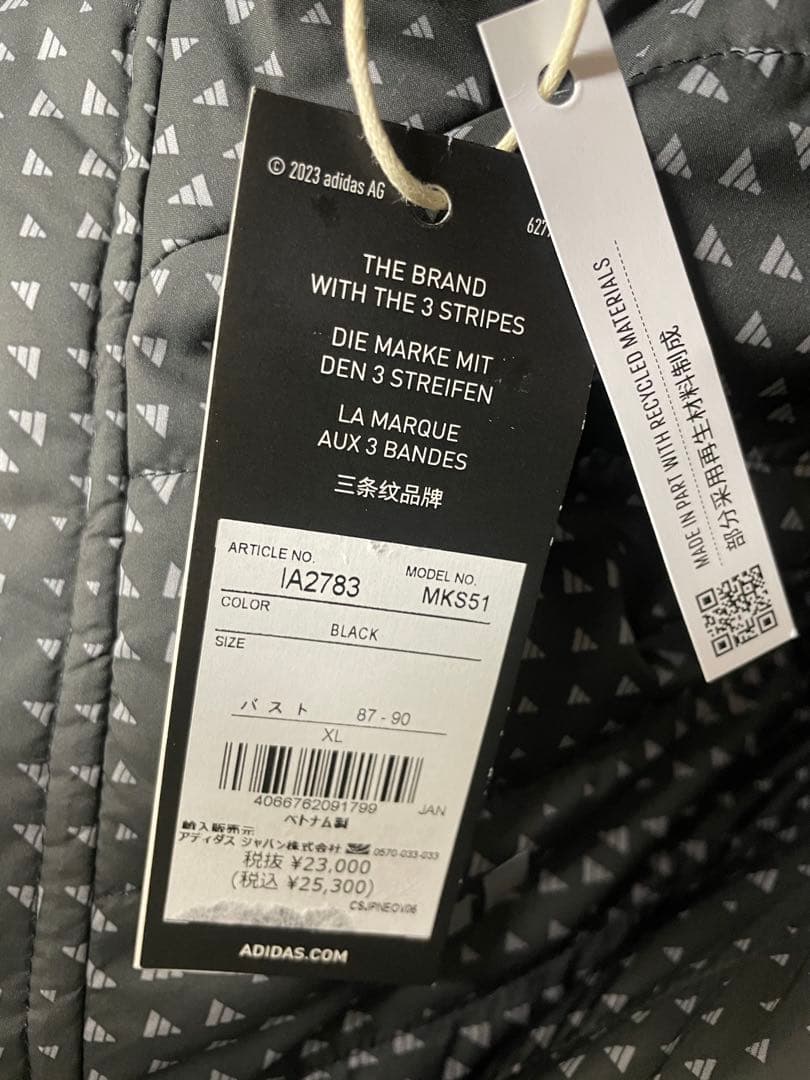 © 2023 adidas AG
THE BRAND
WITH THE 3 STRIPES
DIE MARKE MIT
DEN 3 STREIFEN
LA MARQUE
AUX 3 BANDES
三条纹品牌
ARTICLE NO.
IA2783
MODEL NO.
MKS51
COLOR
BLACK
SIZE
バスト 87 - 90
XL
4066762091799 JAN
ベトナム製
輸入販売元
アディダス ジャパン株式会社 0570-033-033
税抜 ¥23,000
(税込 ¥25,300)
CSJPNEOV06
ADIDAS.COM
MADE IN PART WITH RECYCLED MATERIALS
部分采用再生材料制成